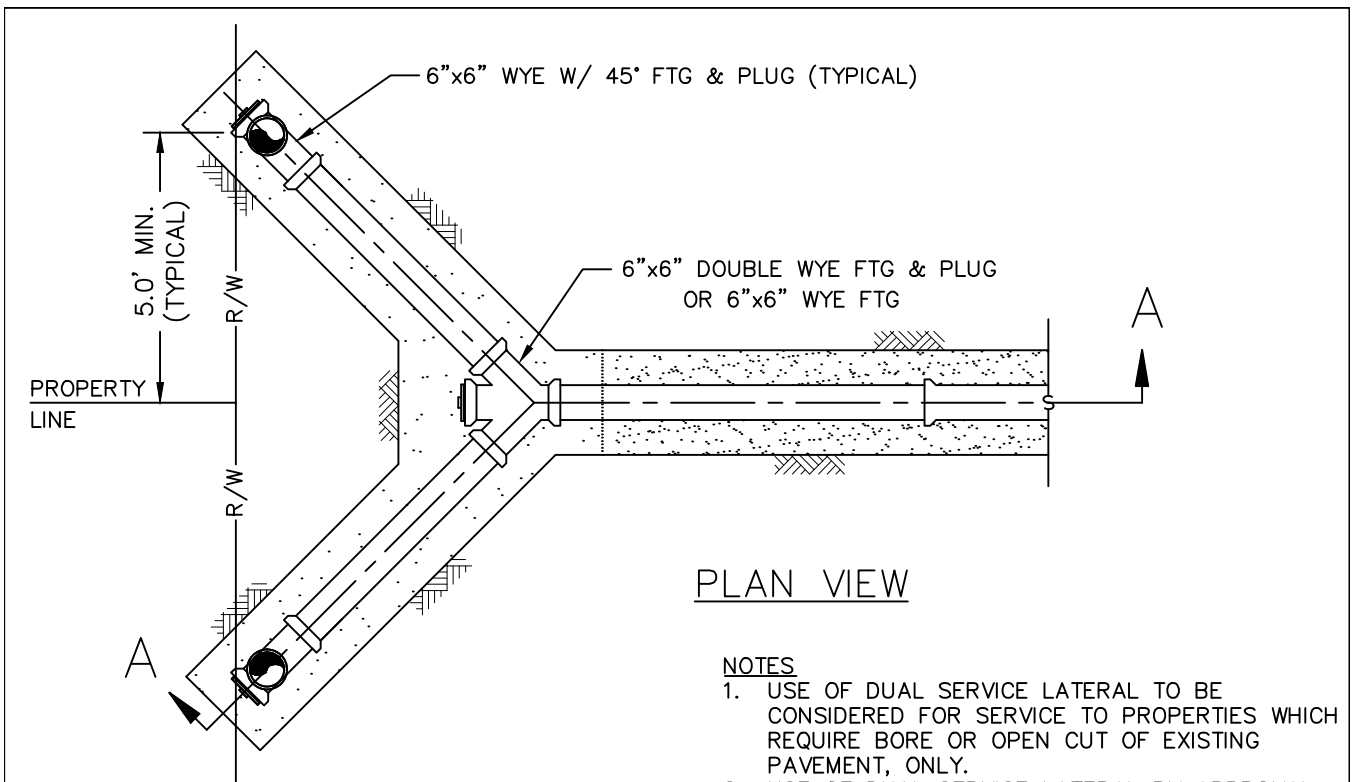 6"x6" WYE W/ 45° FTG & PLUG (TYPICAL)
5.0' MIN.
(TYPICAL)
R/W
6"x6" DOUBLE WYE FTG & PLUG
OR 6"x6" WYE FTG
A
PROPERTY
LINE
R/W
PLAN VIEW
A
NOTES
1. USE OF DUAL SERVICE LATERAL TO BE
CONSIDERED FOR SERVICE TO PROPERTIES WHICH
REQUIRE BORE OR OPEN CUT OF EXISTING
PAVEMENT, ONLY.